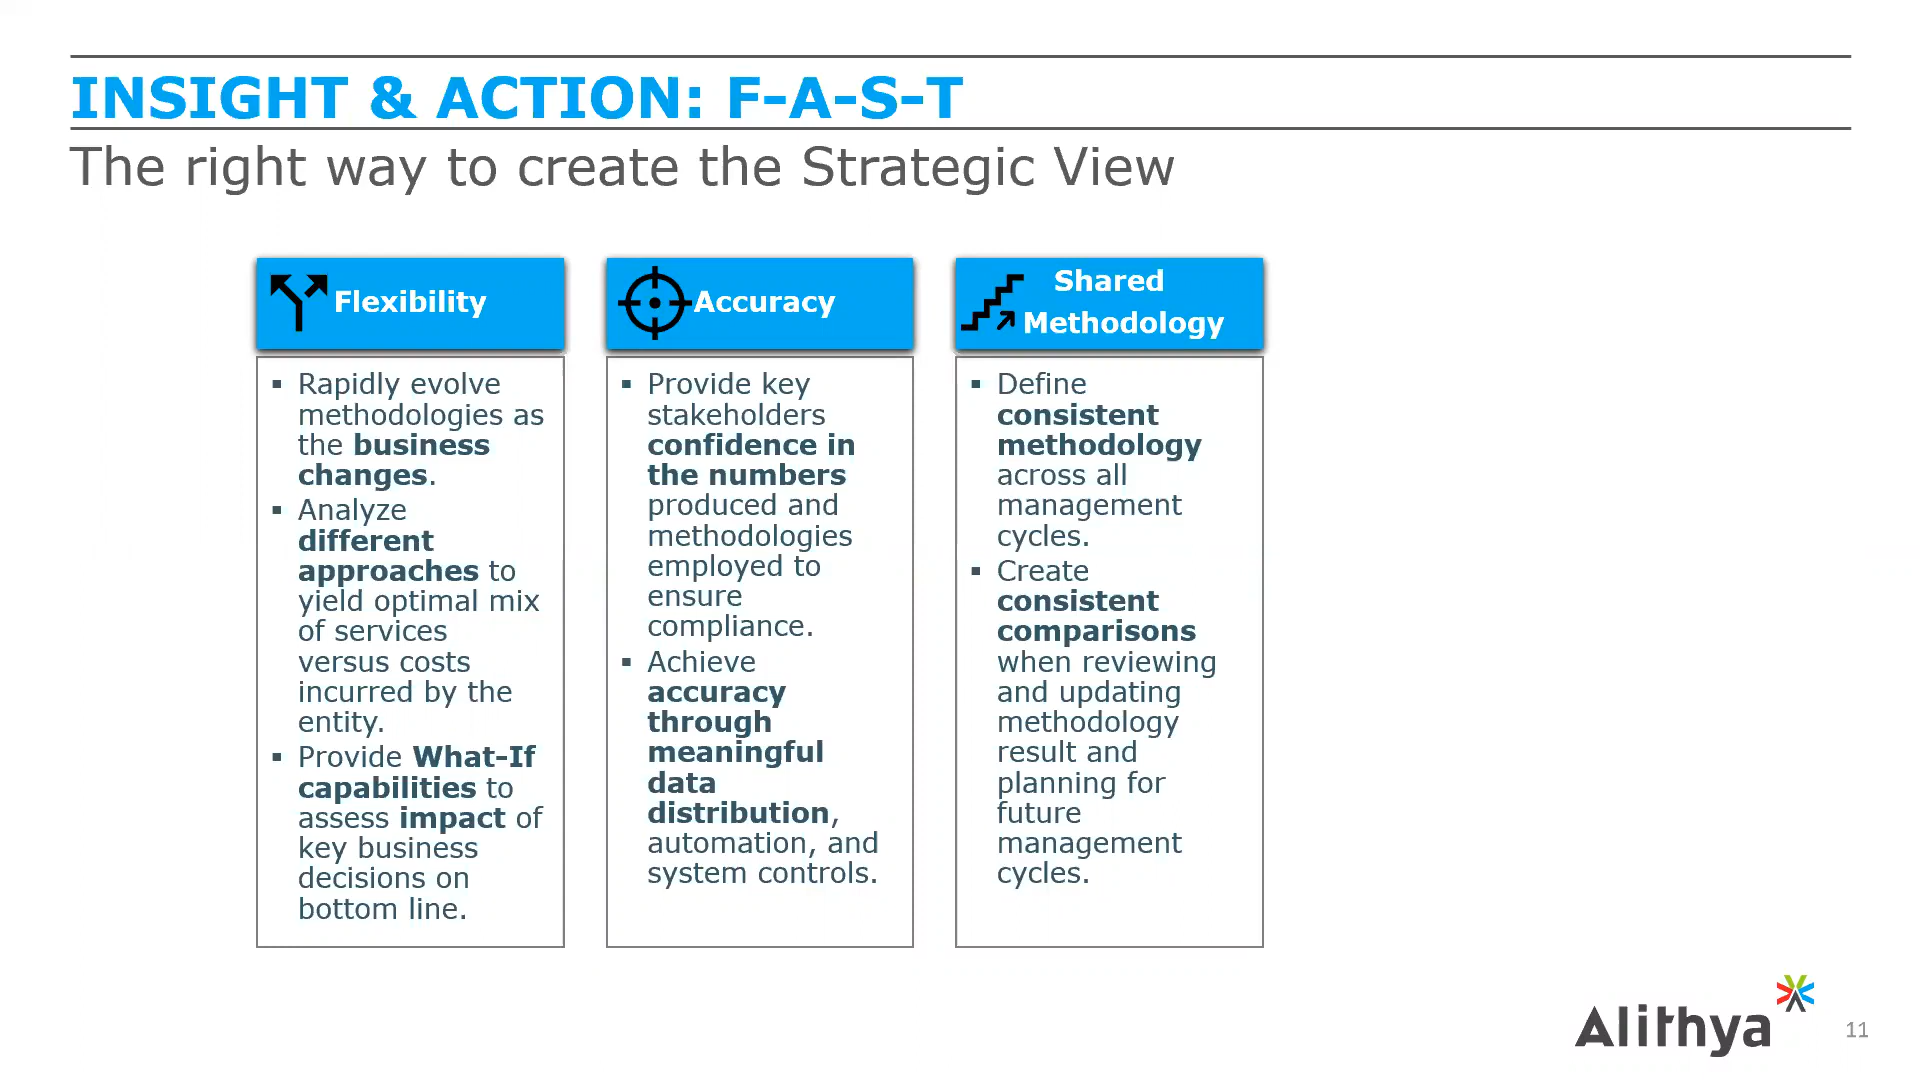 INSIGHT & ACTION: F-A-S-T
The right way to create the Strategic View
Flexibility
▪ Rapidly evolve
methodologies as
the business
changes.
▪ Analyze
different
approaches to
yield optimal mix
of services
versus costs
incurred by the
entity.
▪ Provide What-If
capabilities to
assess impact of
key business
decisions on
bottom line.
Accuracy
▪ Provide key
stakeholders
confidence in
the numbers
produced and
methodologies
employed to
ensure
compliance.
▪ Achieve
accuracy
through
meaningful
data
distribution,
automation, and
system controls.
Shared
Methodology
▪ Define
consistent
methodology
across all
management
cycles.
▪ Create
consistent
comparisons
when reviewing
and updating
methodology
result and
planning for
future
management
cycles.
Alithya
11